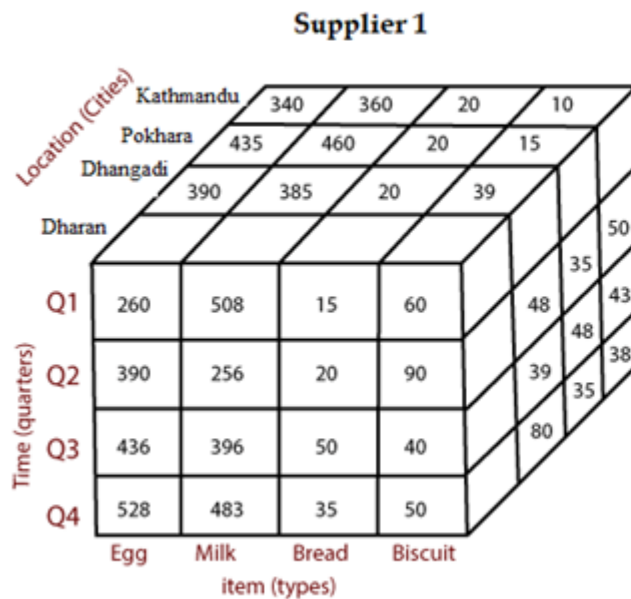 Supplier 1
Location (Cities)
Kathmandu 340 360 20 10
Pokhara 435 460 20 15
Dhangadi 390 385 20 39
Dharan
Time (quarters)
Q1 260 508 15 60 48 35 50
Q2 390 256 20 90 39 48 43
Q3 436 396 50 40 80 35 38
Q4 528 483 35 50
Egg Milk Bread Biscuit
item (types)